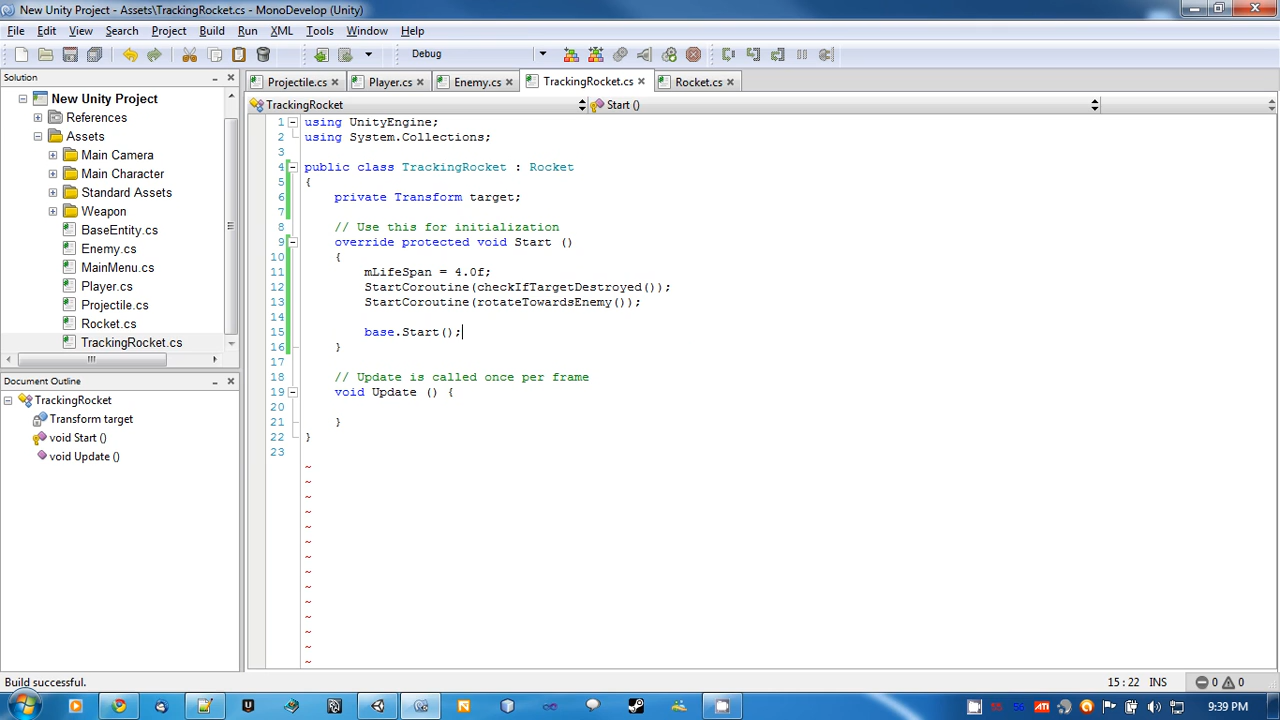 New Unity Project - Assets\TrackingRocket.cs - MonoDevelop (Unity)
File Edit View Search Project Build Run XML Tools Window Help
Debug
Solution
New Unity Project
References
Assets
Main Camera
Main Character
Standard Assets
Weapon
BaseEntity.cs
Enemy.cs
MainMenu.cs
Player.cs
Projectile.cs
Rocket.cs
TrackingRocket.cs
Document Outline
TrackingRocket
Transform target
void Start ()
void Update ()
Projectile.cs Player.cs Enemy.cs TrackingRocket.cs Rocket.cs
TrackingRocket Start ()
1 using UnityEngine;
2 using System.Collections;
3
4 public class TrackingRocket : Rocket
5 {
6 private Transform target;
7
8 // Use this for initialization
9 override protected void Start ()
10 {
11 mLifeSpan = 4.0f;
12 StartCoroutine(checkIfTargetDestroyed());
13 StartCoroutine(rotateTowardsEnemy());
14
15 base.Start();
16 }
17
18 // Update is called once per frame
19 void Update () {
20
21 }
22 }
23
~
~
~
~
~
~
~
~
~
~
~
~
~
~
Build successful. 15 : 22 INS 0 0
9:39 PM